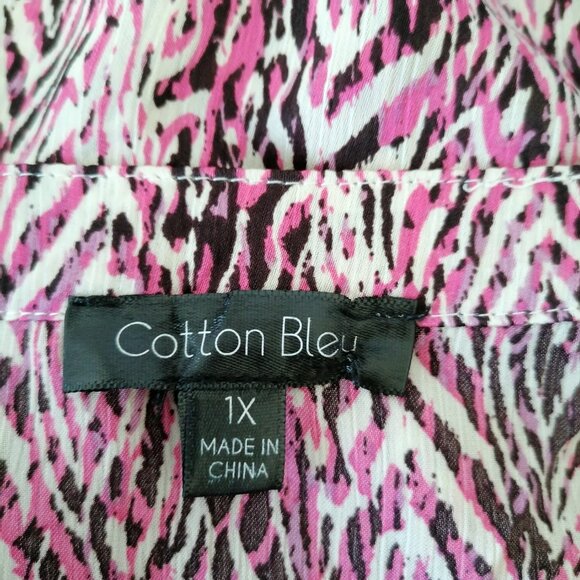 Cotton Bleu
1X
MADE IN
CHINA